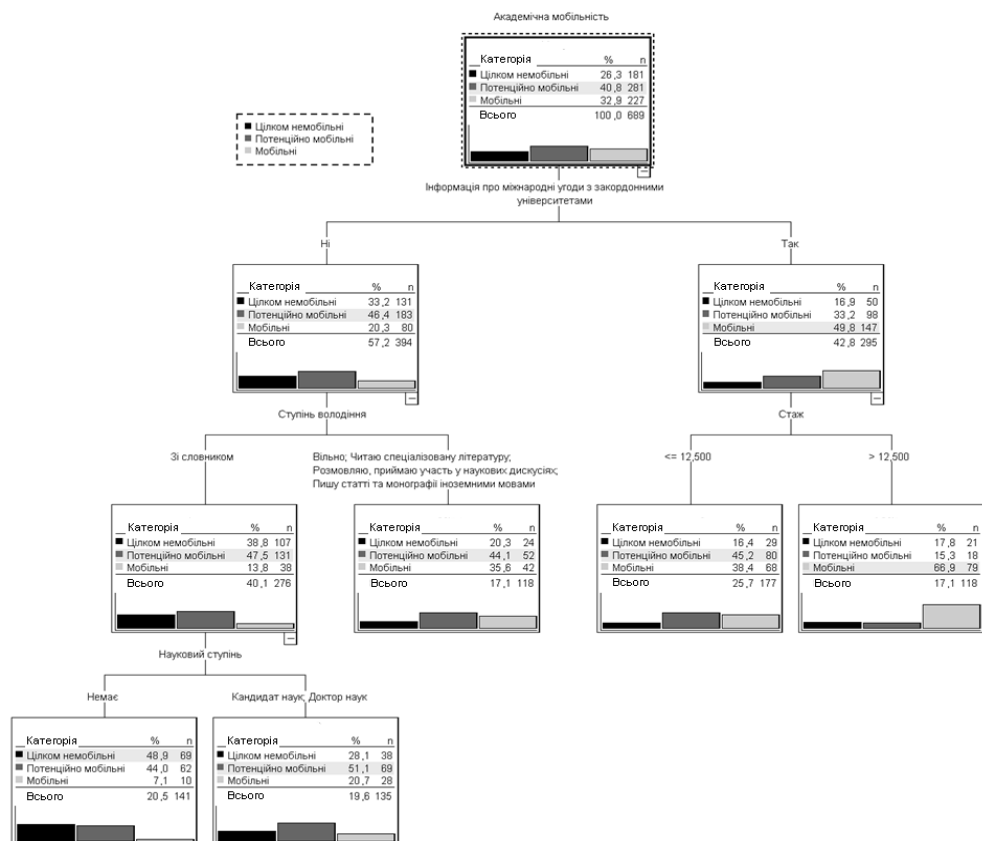 Академічна мобільність
Категорія % n
Цілком немобільні 26,3 181
Потенційно мобільні 40,8 281
Мобільні 32,9 227
Всього 100,0 689
Цілком немобільні
Потенційно мобільні
Мобільні
Інформація про міжнародні угоди з закордонними
університетами
Ні
Так
Категорія % n
Цілком немобільні 33,2 131
Потенційно мобільні 46,4 183
Мобільні 20,3 80
Всього 57,2 394
Категорія % n
Цілком немобільні 16,9 50
Потенційно мобільні 33,2 98
Мобільні 49,8 147
Всього 42,8 295
Ступінь володіння
Стаж
Зі словником
Вільно; Читаю спеціалізовану літературу;
Розмовляю, приймаю участь у наукових дискусіях;
Пишу статті та монографії іноземними мовами
<= 12,500
> 12,500
Категорія % n
Цілком немобільні 38,8 107
Потенційно мобільні 47,5 131
Мобільні 13,8 38
Всього 40,1 276
Категорія % n
Цілком немобільні 20,3 24
Потенційно мобільні 44,1 52
Мобільні 35,6 42
Всього 17,1 118
Категорія % n
Цілком немобільні 16,4 29
Потенційно мобільні 45,2 80
Мобільні 38,4 68
Всього 25,7 177
Категорія % n
Цілком немобільні 17,8 21
Потенційно мобільні 15,3 18
Мобільні 66,9 79
Всього 17,1 118
Науковий ступінь
Немає
Кандидат наук; Доктор наук
Категорія % n
Цілком немобільні 48,9 69
Потенційно мобільні 44,0 62
Мобільні 7,1 10
Всього 20,5 141
Категорія % n
Цілком немобільні 28,1 38
Потенційно мобільні 51,1 69
Мобільні 20,7 28
Всього 19,6 135